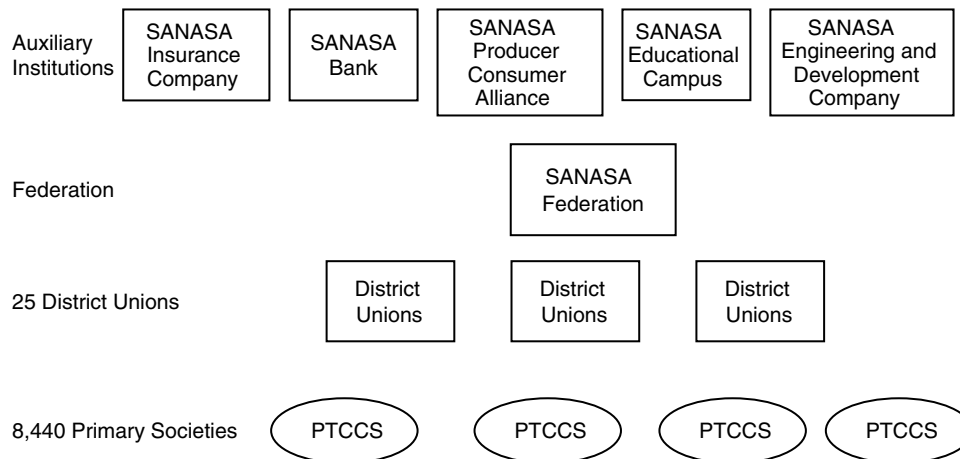 Auxiliary
Institutions
SANASA
Insurance
Company
SANASA
Bank
SANASA
Producer
Consumer
Alliance
SANASA
Educational
Campus
SANASA
Engineering and
Development
Company
Federation
SANASA
Federation
25 District Unions
District
Unions
District
Unions
District
Unions
8,440 Primary Societies
PTCCS
PTCCS
PTCCS
PTCCS